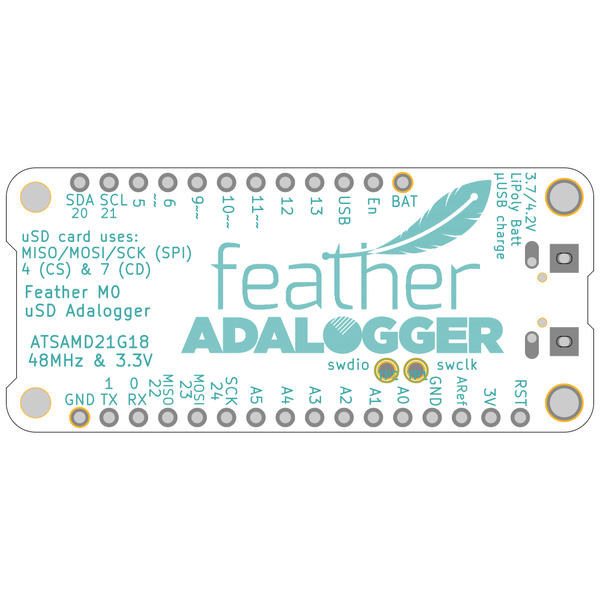 SDA SCL 5 6 9~~ 10~~ 11~~ 12 13 USB En BAT
20 21 ~~
3.7/4.2V
LiPoly Batt
µUSB charge
uSD card uses:
MISO/MOSI/SCK (SPI)
4 (CS) & 7 (CD)
Feather M0
uSD Adalogger
ATSAMD21G18
48MHz & 3.3V
feather
ADALOGGER
swdio swclk
1 0 22 23 24
GND TX RX MISO MOSI SCK A5 A4 A3 A2 A1 A0 GND ARef 3V RST